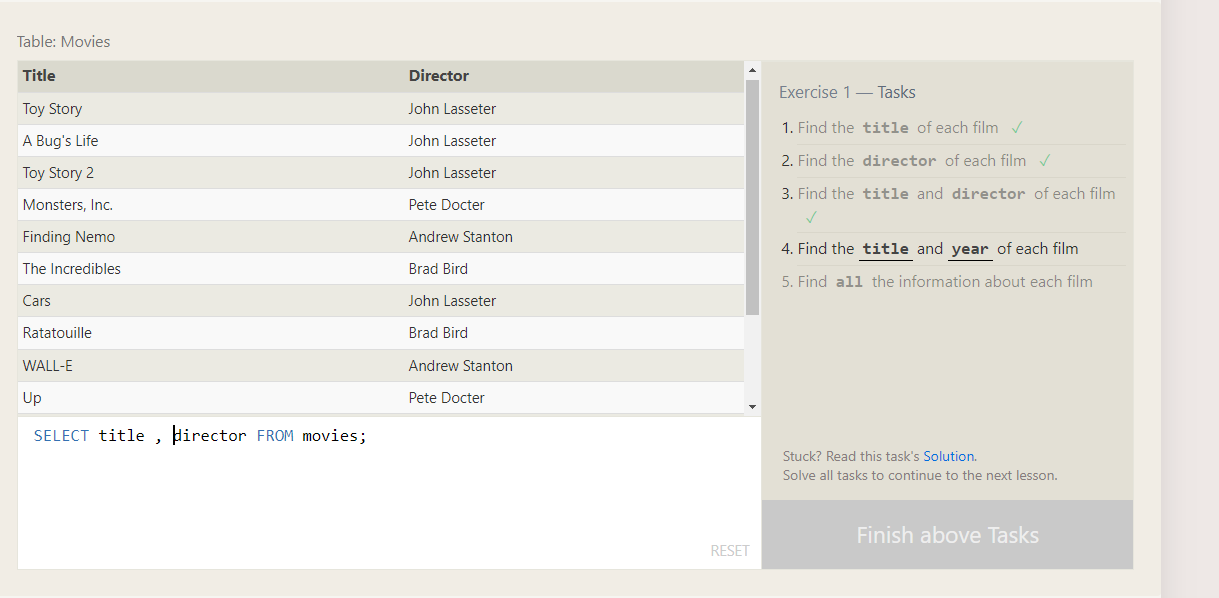 Table: Movies
Title Director
Toy Story John Lasseter
A Bug's Life John Lasseter
Toy Story 2 John Lasseter
Monsters, Inc. Pete Docter
Finding Nemo Andrew Stanton
The Incredibles Brad Bird
Cars John Lasseter
Ratatouille Brad Bird
WALL-E Andrew Stanton
Up Pete Docter
SELECT title , director FROM movies;
RESET
Exercise 1 — Tasks
1. Find the title of each film ✓
2. Find the director of each film ✓
3. Find the title and director of each film
✓
4. Find the title and year of each film
5. Find all the information about each film
Stuck? Read this task's Solution.
Solve all tasks to continue to the next lesson.
Finish above Tasks